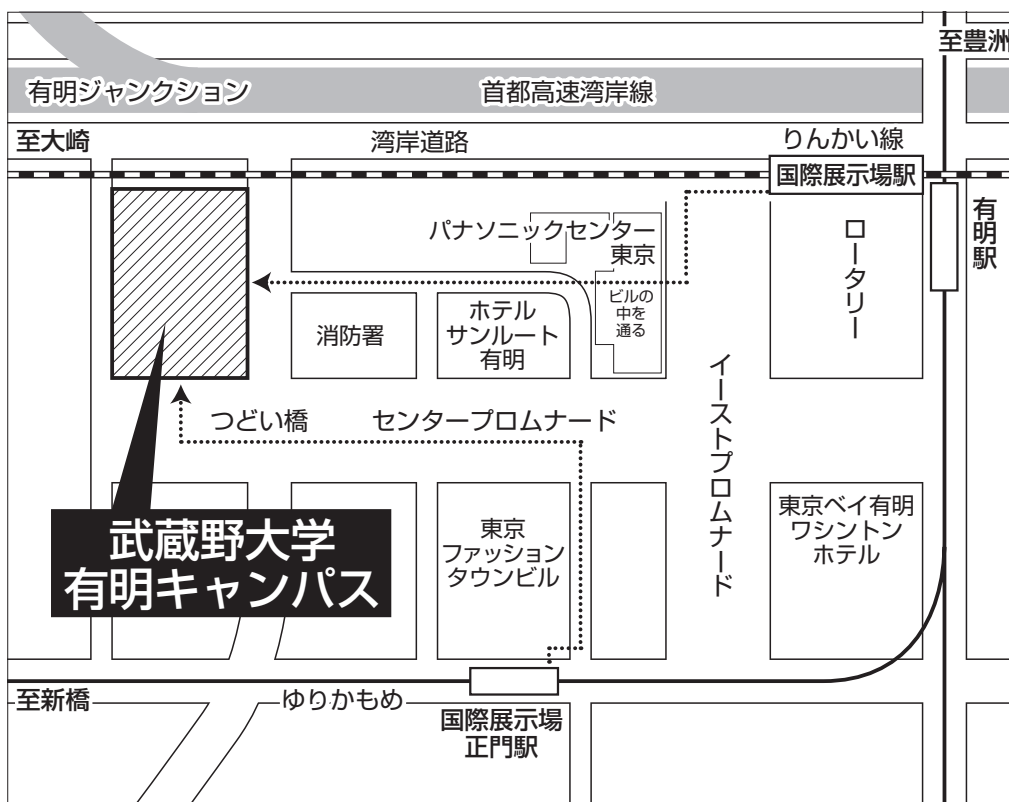 至豊洲
有明ジャンクション
首都高速湾岸線
至大崎
湾岸道路
りんかい線
国際展示場駅
有明駅
パナソニックセンター
東京
ロータリー
ビルの
中を
通る
消防署
ホテル
サンルート
有明
イーストプロムナード
つどい橋
センタープロムナード
武蔵野大学
有明キャンパス
東京
ファッション
タウンビル
東京ベイ有明
ワシントン
ホテル
至新橋
ゆりかもめ
国際展示場
正門駅